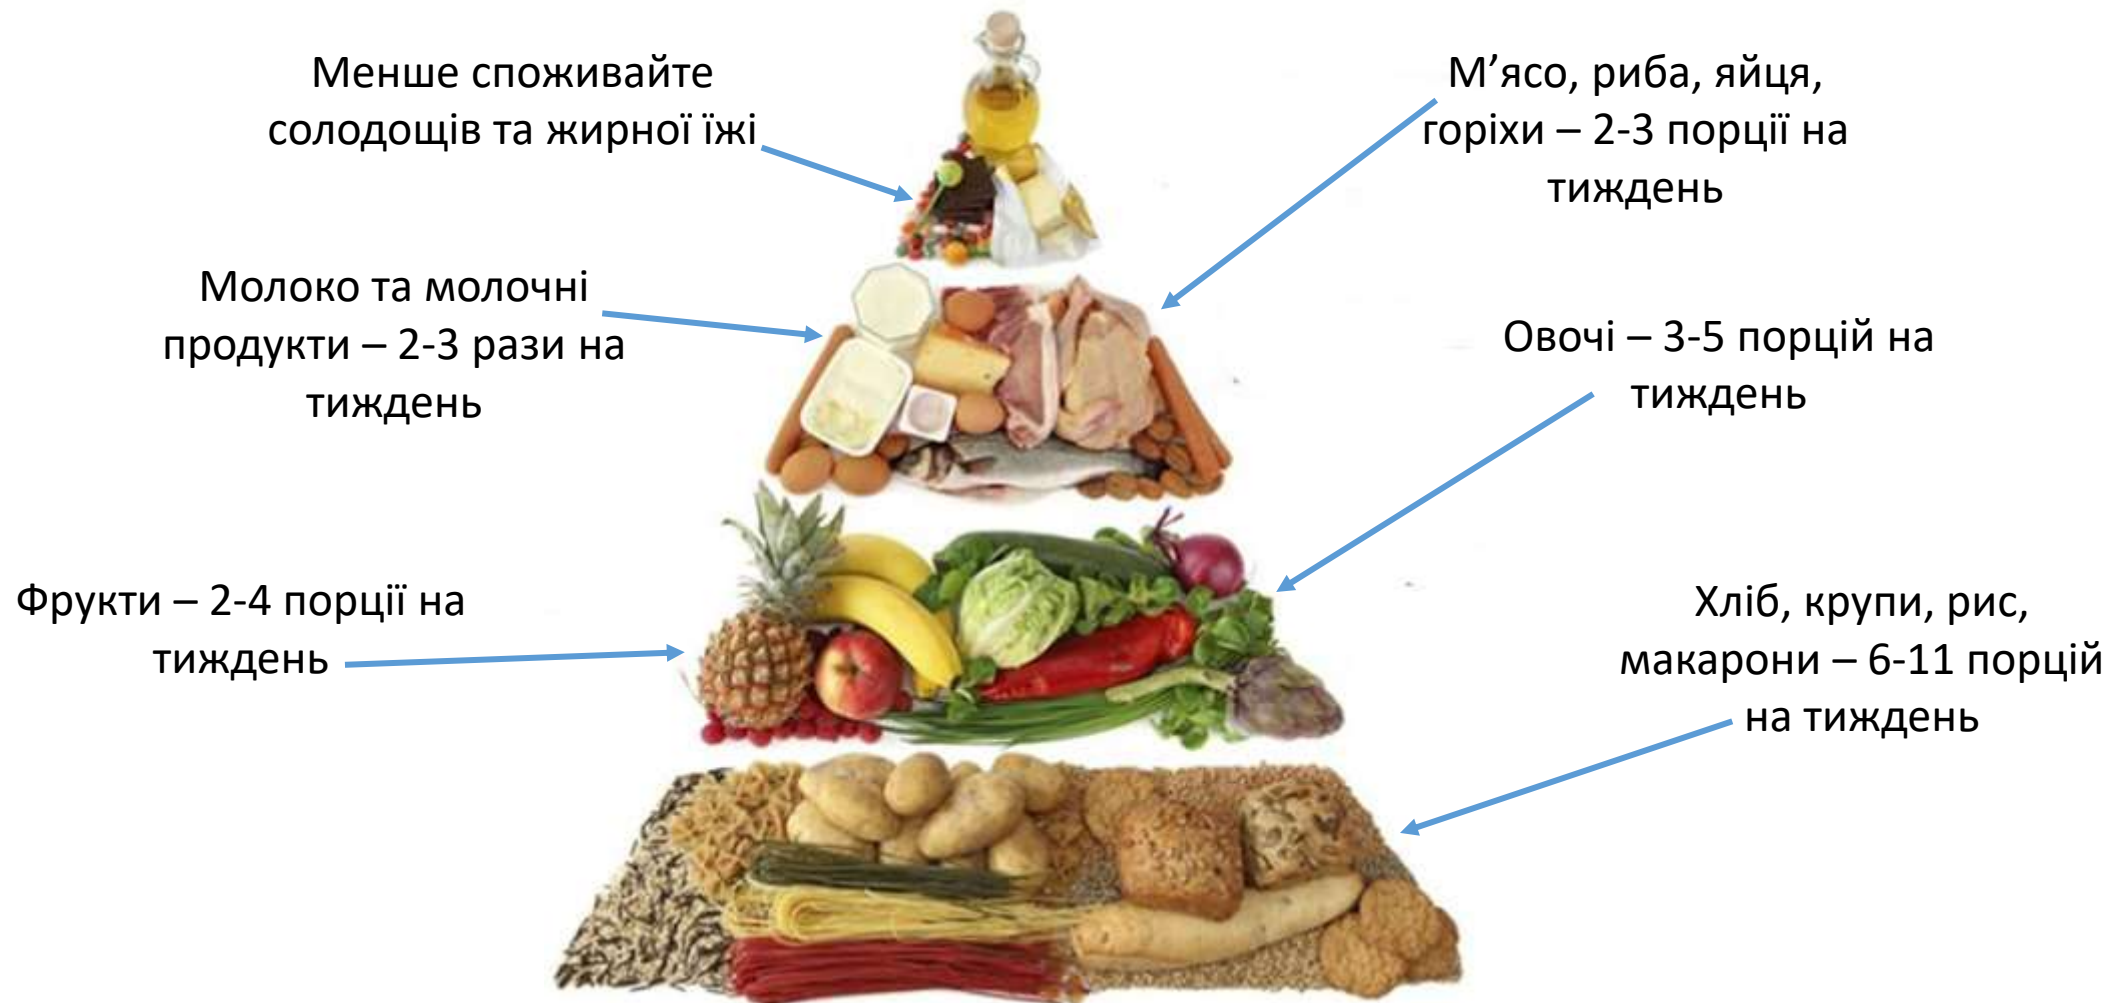 Менше споживайте
солодощів та жирної їжі
М’ясо, риба, яйця,
горіхи – 2-3 порції на
тиждень
Молоко та молочні
продукти – 2-3 рази на
тиждень
Овочі – 3-5 порцій на
тиждень
Фрукти – 2-4 порції на
тиждень
Хліб, крупи, рис,
макарони – 6-11 порцій
на тиждень